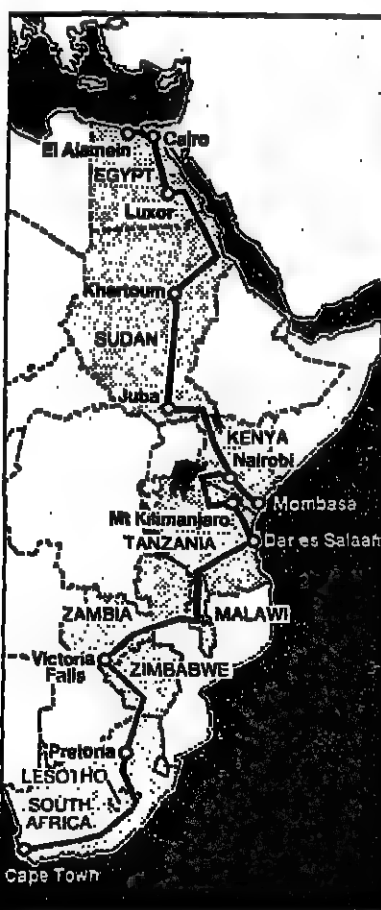 El Alamein
Cairo
EGYPT
Luxor
Khartoum
SUDAN
Juba
KENYA
Nairobi
Mombasa
Mt Kilimanjaro
TANZANIA
Dar es Salaam
ZAMBIA
MALAWI
Victoria
Falls
ZIMBABWE
Pretoria
LESOTHO
SOUTH
AFRICA
Cape Town